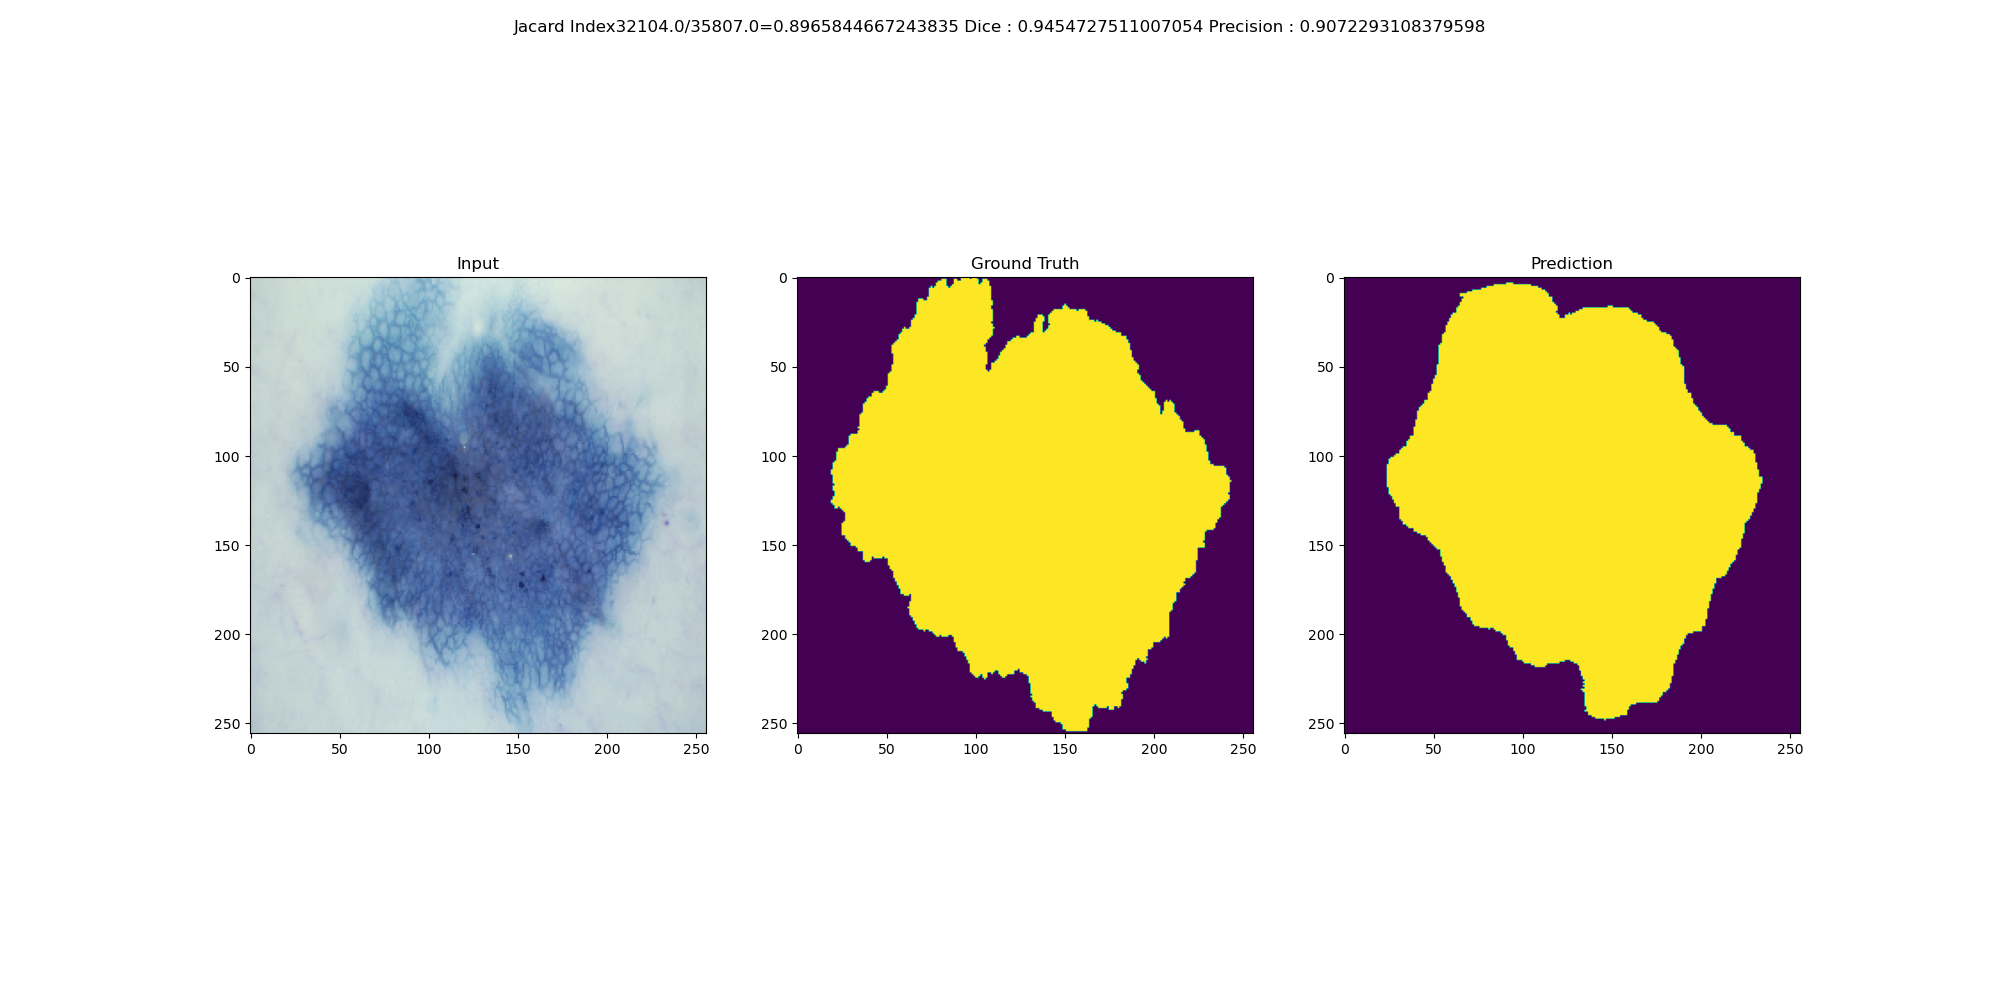 Jacard Index32104.0/35807.0=0.8965844667243835 Dice : 0.9454727511007054 Precision : 0.9072293108379598
Input Ground Truth Prediction
0 0 0
50 50 50
100 100 100
150 150 150
200 200 200
250 250 250
0 50 100 150 200 250 0 50 100 150 200 250 0 50 100 150 200 250